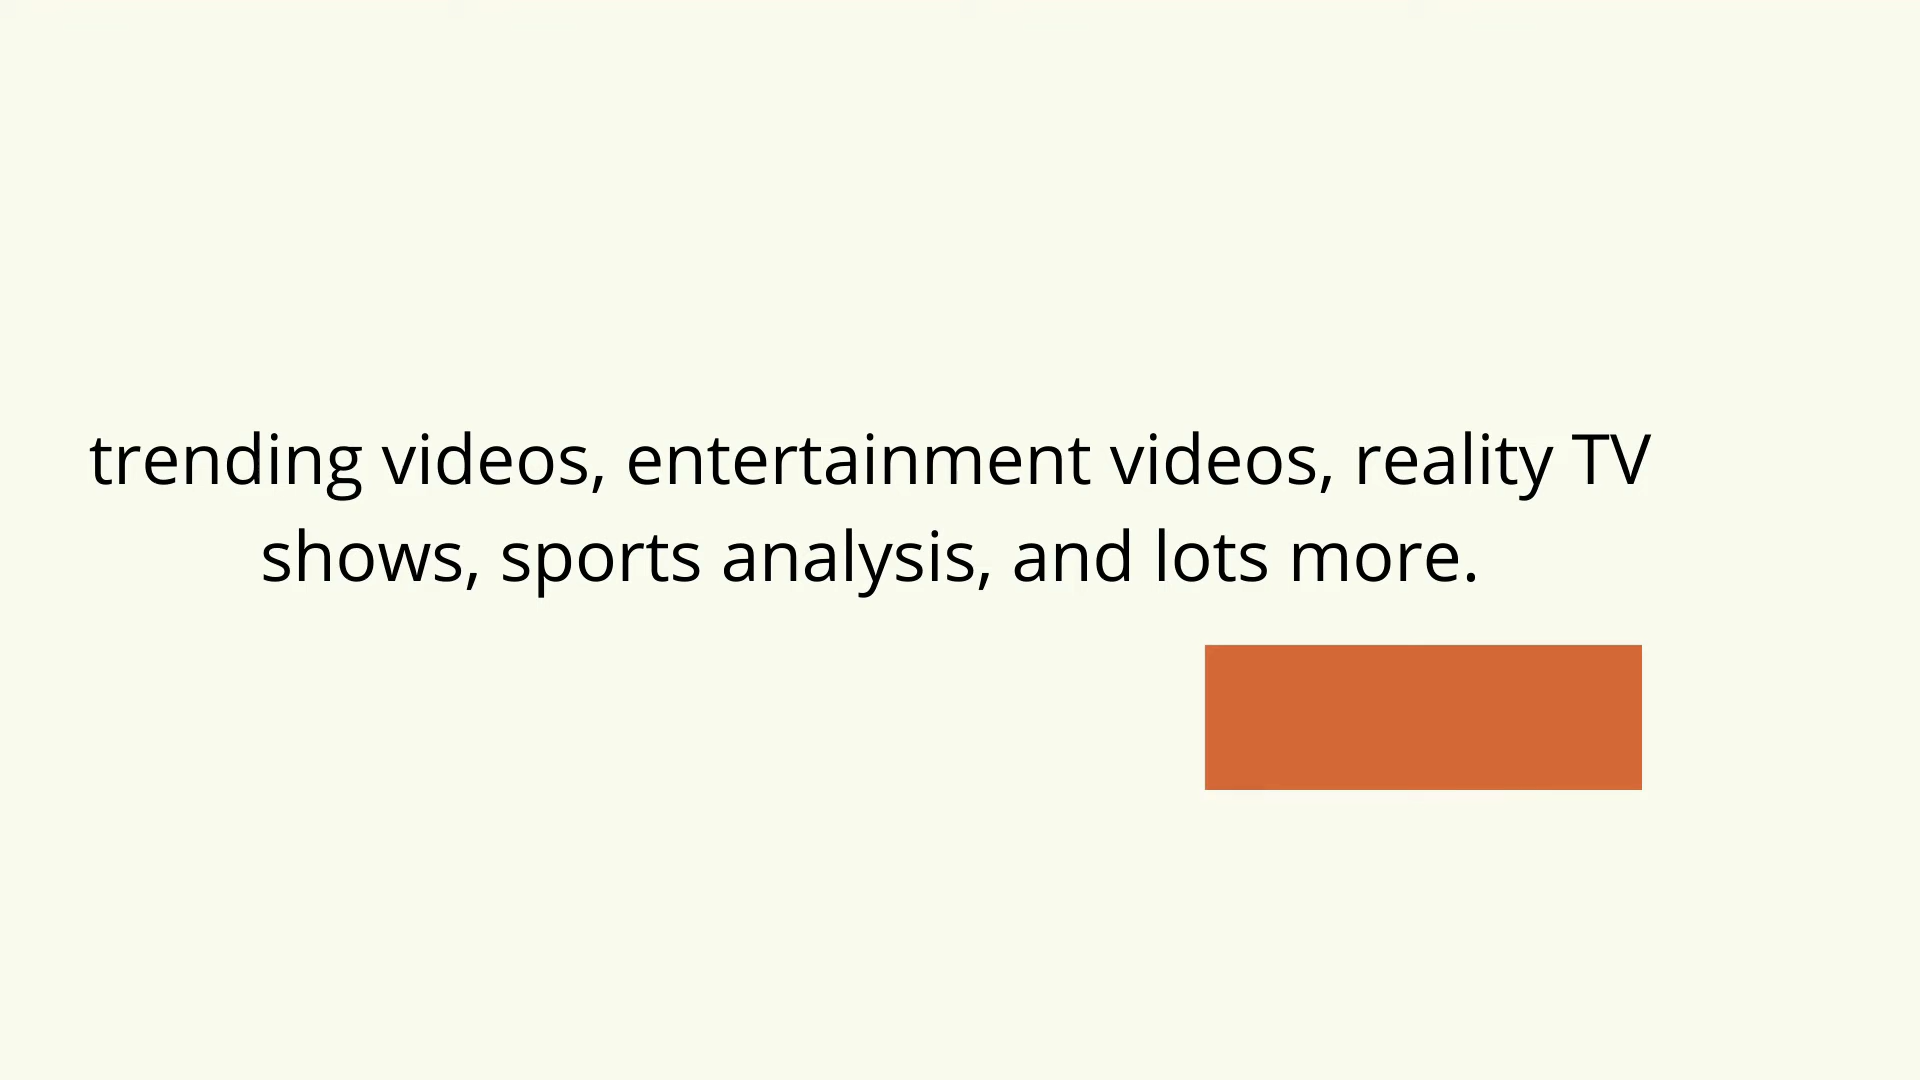 trending videos, entertainment videos, reality TV
shows, sports analysis, and lots more.